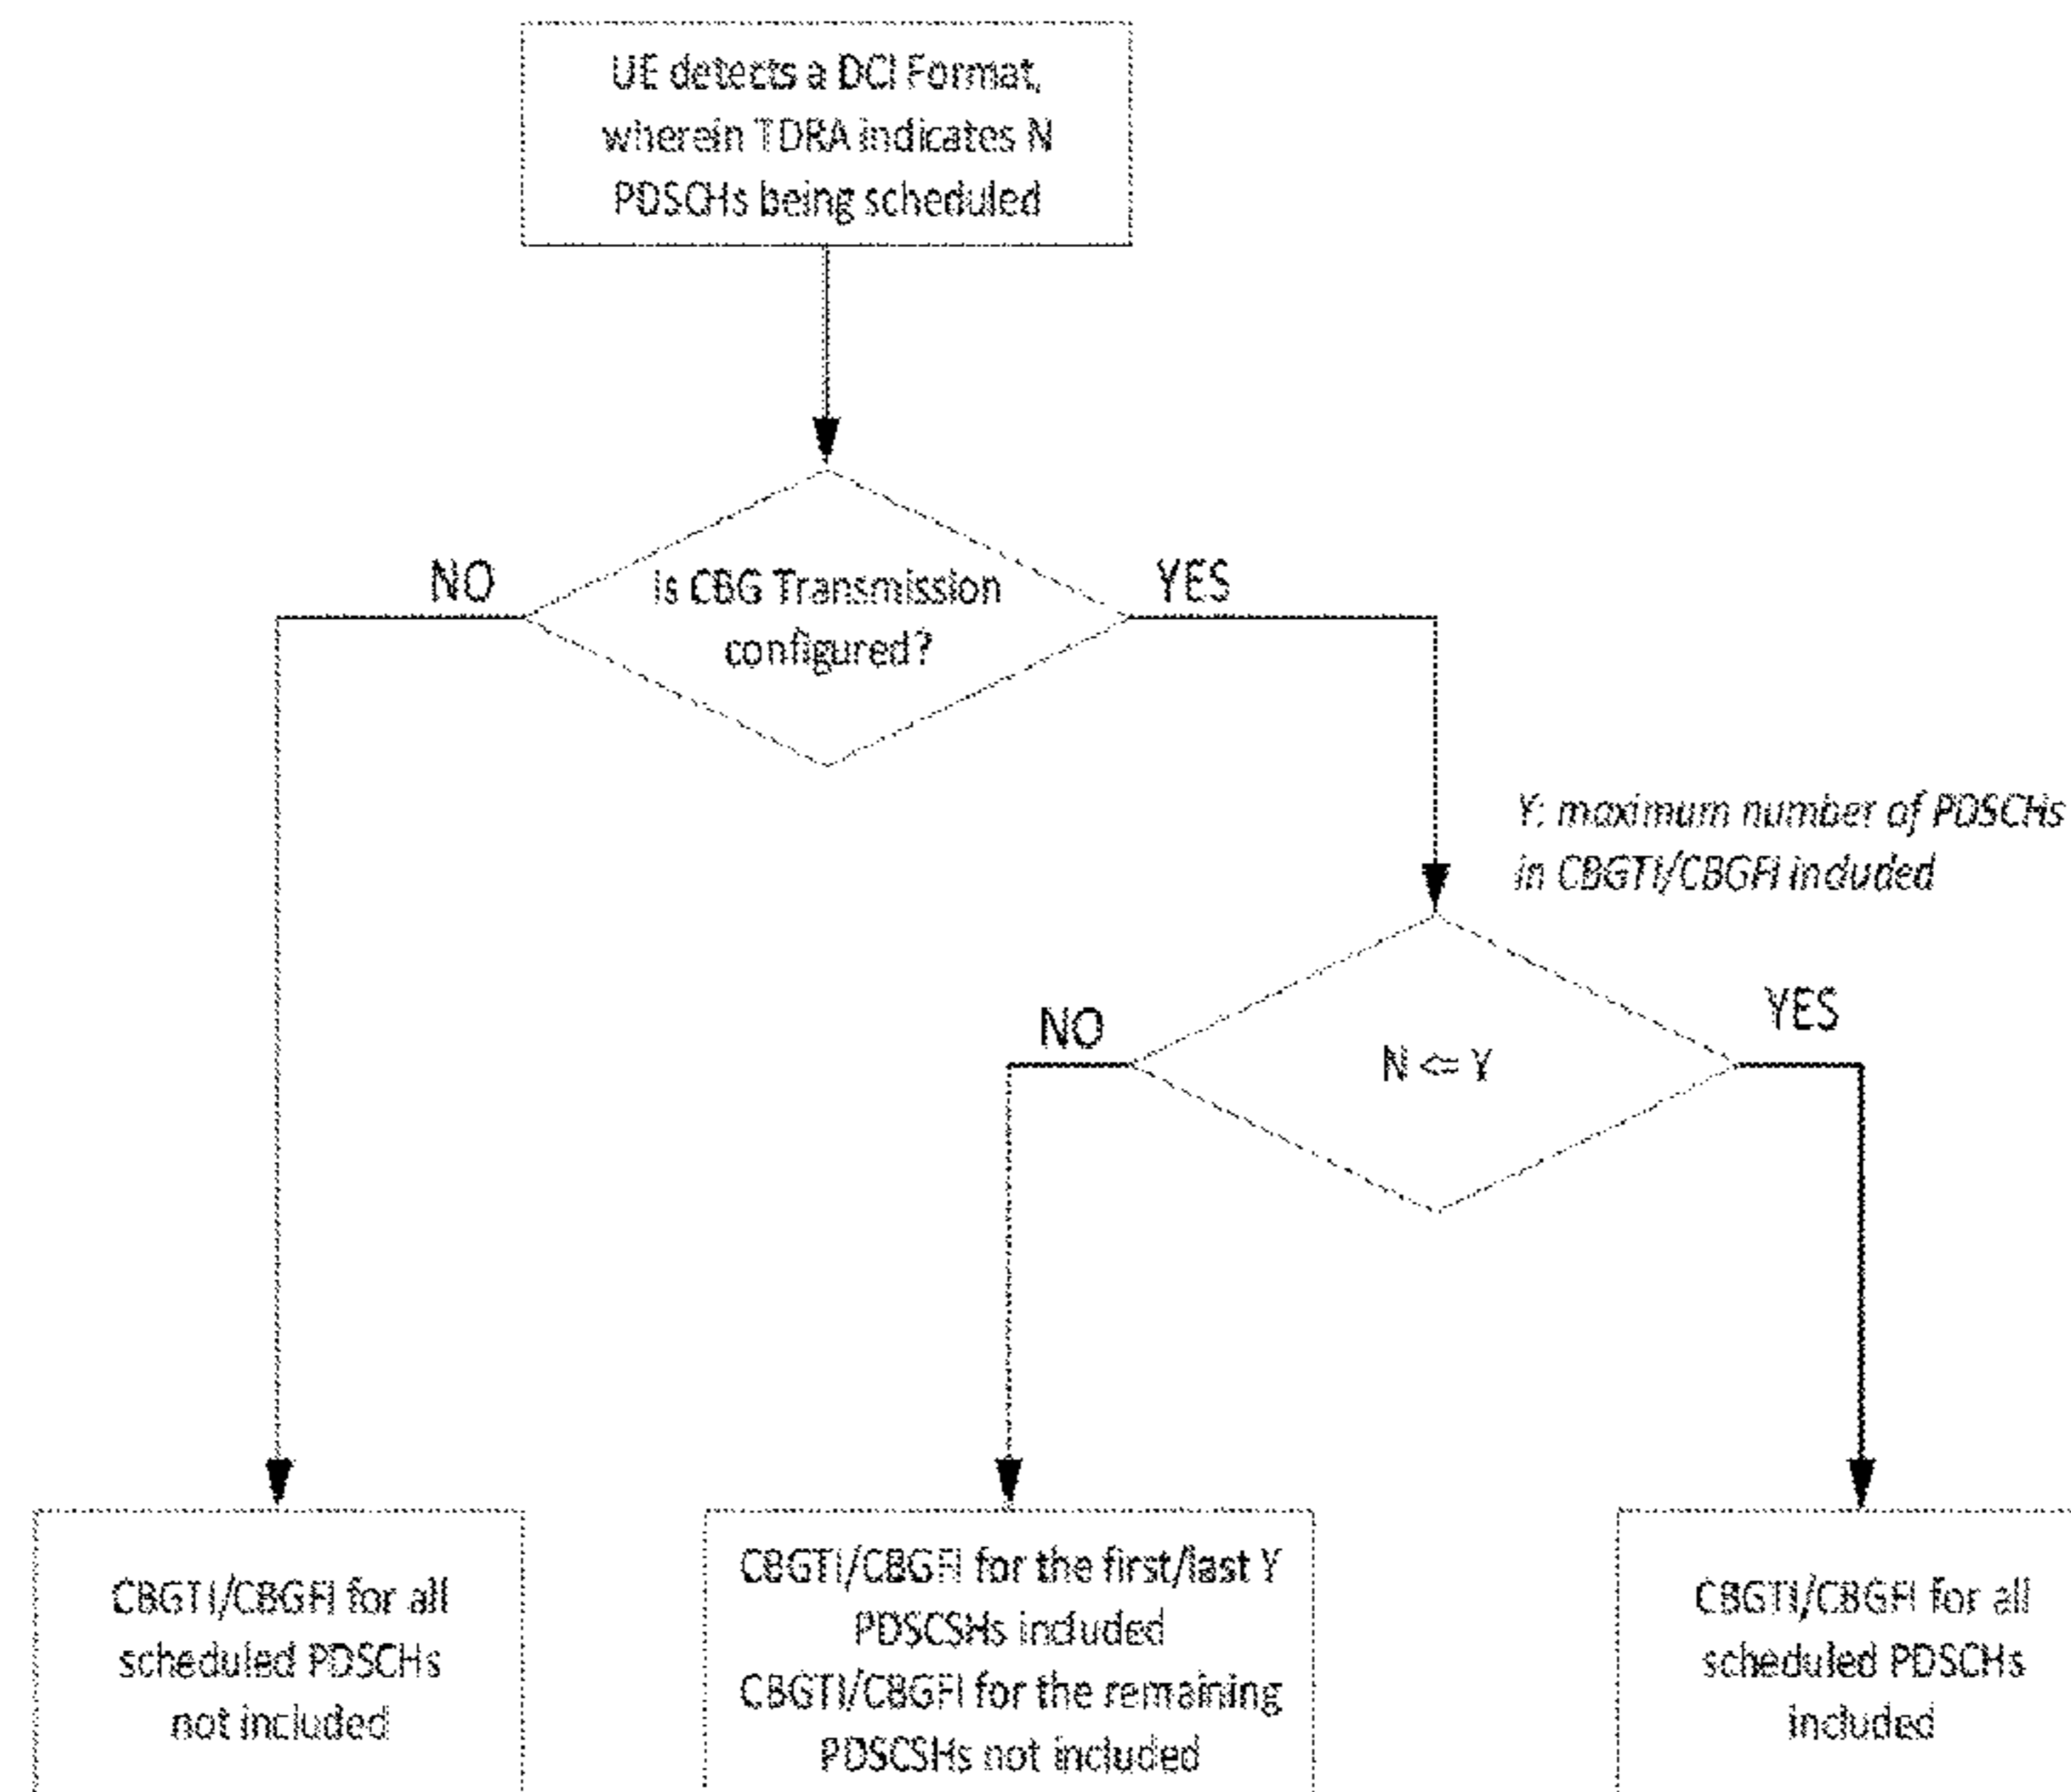 UE detects a DCI Format,
wherein TDRA indicates N
PDSCHs being scheduled
NO
YES
Is CBG Transmission
configured?
Y: maximum number of PDSCHs
in CBGTI/CBGFI included
NO
YES
N <= Y
CBGTI/CBGFI for all
scheduled PDSCHs
not included
CBGTI/CBGFI for the first/last Y
PDSCSHs included
CBGTI/CBGFI for the remaining
PDSCSHs not included
CBGTI/CBGFI for all
scheduled PDSCHs
included